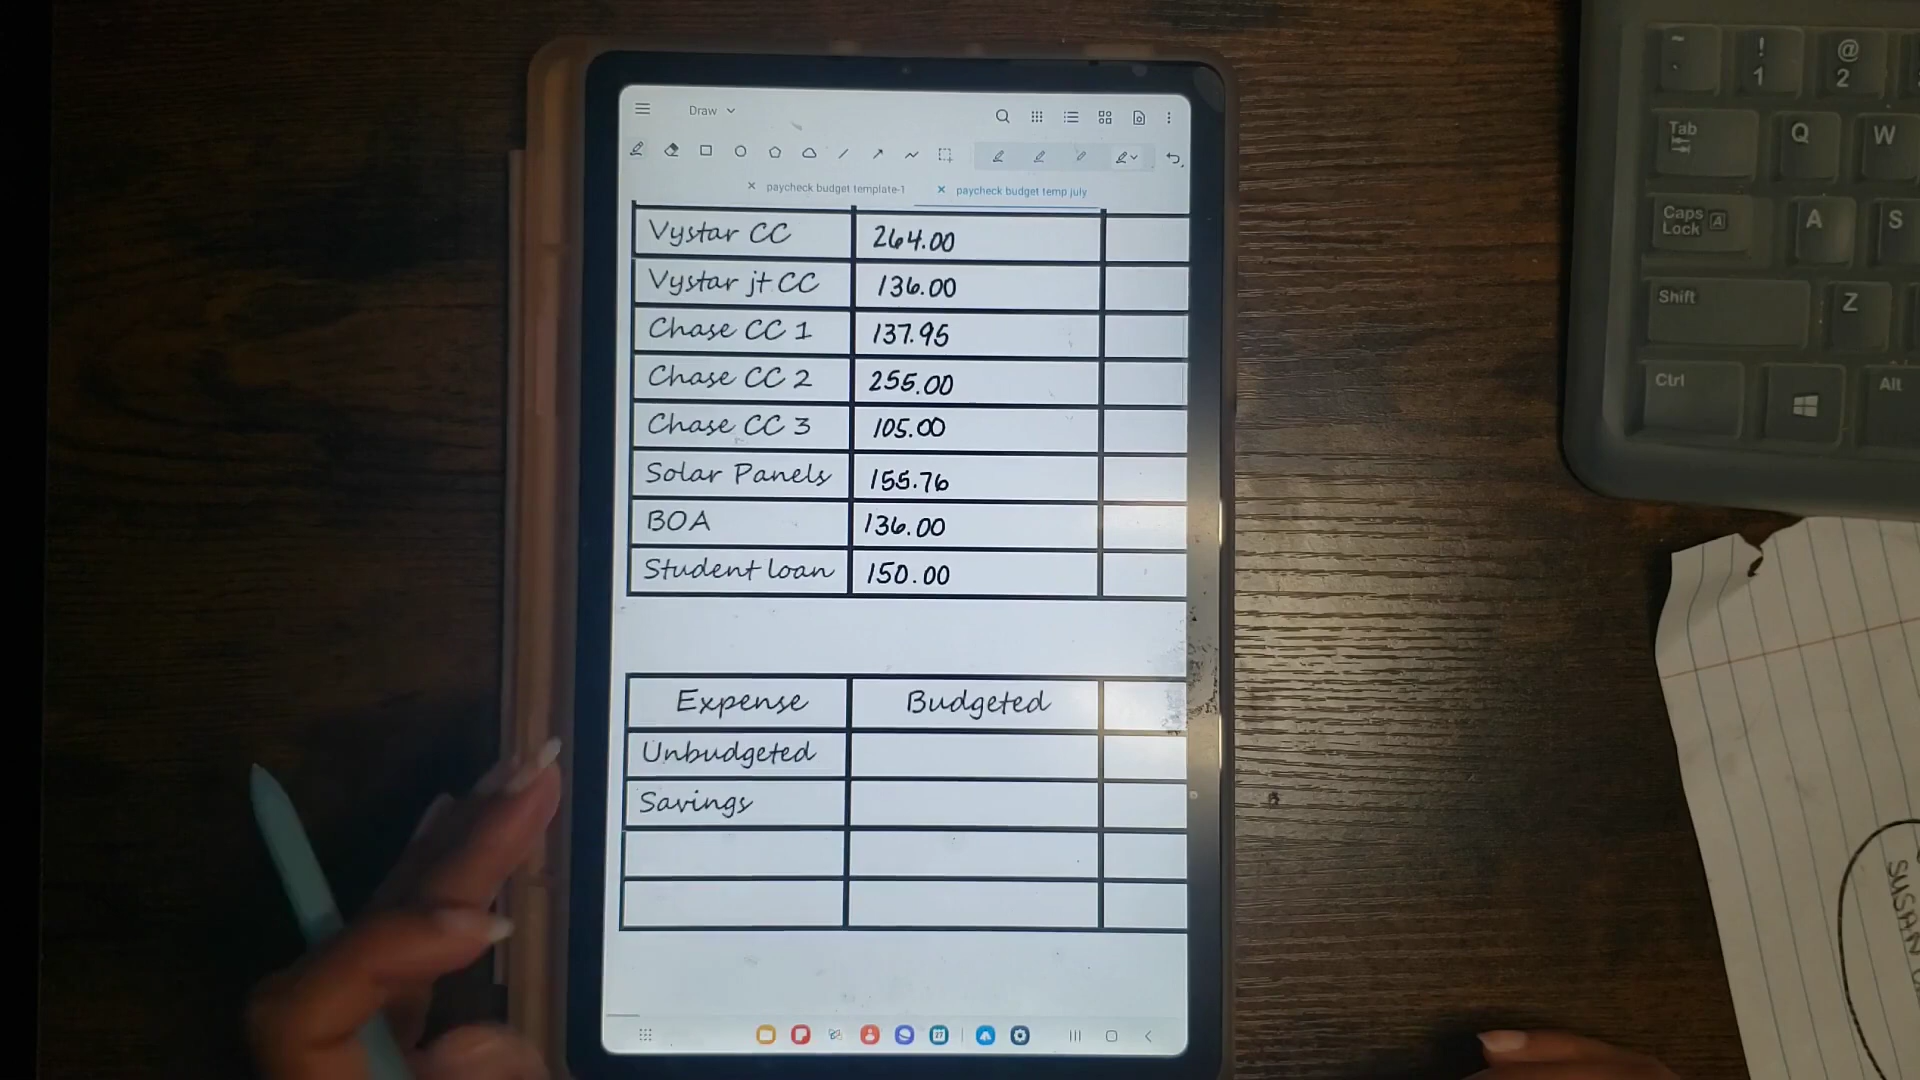 Draw
paycheck budget template-1
paycheck budget temp july
Vystar CC 264.00
Vystar jt CC 136.00
Chase CC 1 137.95
Chase CC 2 255.00
Chase CC 3 105.00
Solar Panels 155.76
BOA 136.00
Student loan 150.00
Expense Budgeted
Unbudgeted
Savings
~ ! @
` 1 2
Tab Q W
Caps Lock A A S
Shift Z
Ctrl Alt
SUSAN
27